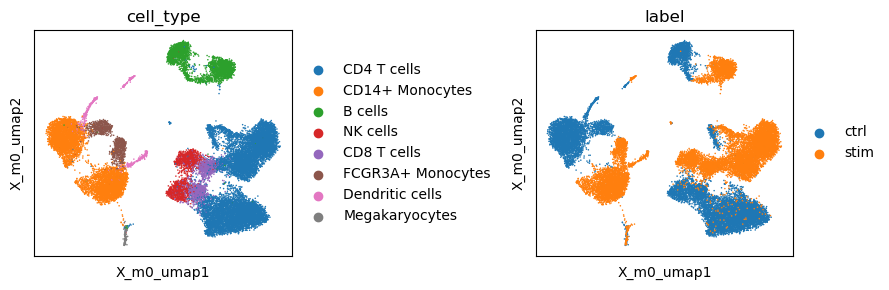 cell_type
X_m0_umap2
X_m0_umap1
CD4 T cells
CD14+ Monocytes
B cells
NK cells
CD8 T cells
FCGR3A+ Monocytes
Dendritic cells
Megakaryocytes
label
X_m0_umap2
X_m0_umap1
ctrl
stim